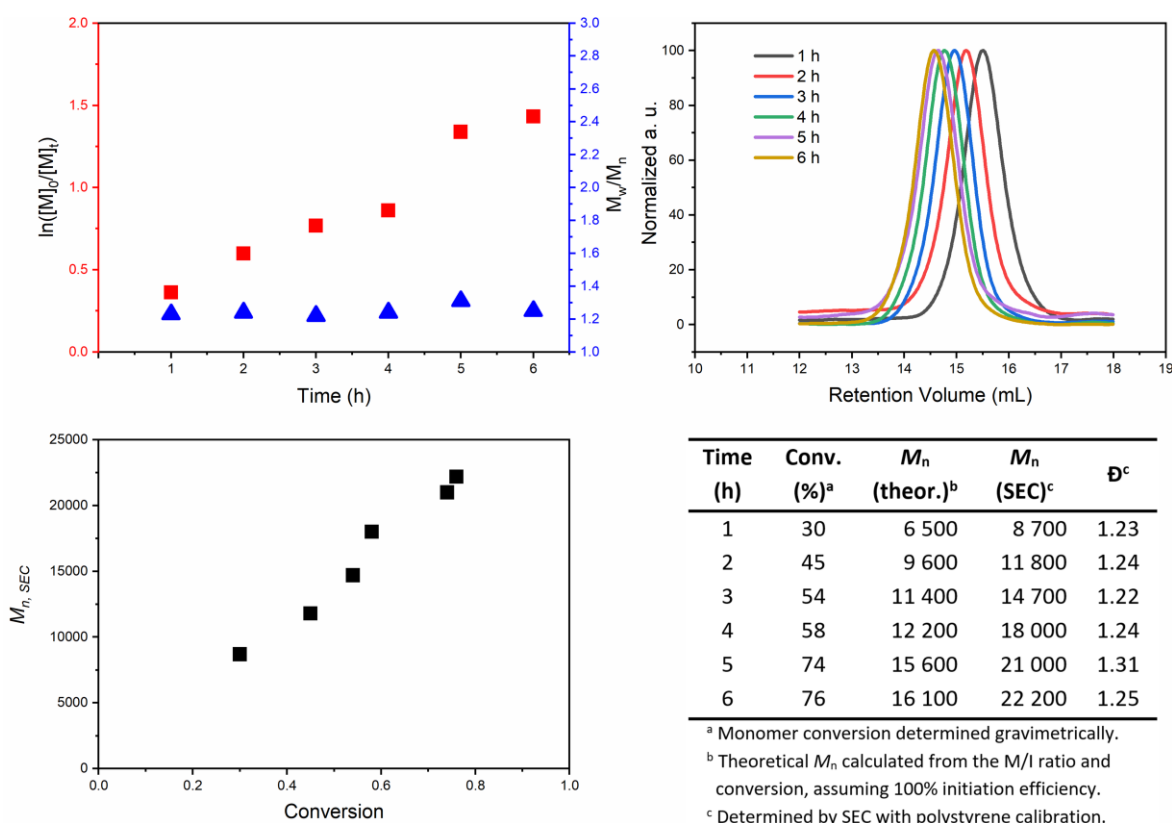 ln([M]0/[M]t)
2.0
1.5
1.0
0.5
0.0
3.0
2.8
2.6
2.4
2.2
2.0
1.8
1.6
1.4
1.2
1.0
Mw/Mn
1 2 3 4 5 6
Time (h)
Normalized a. u.
100
80
60
40
20
0
1 h
2 h
3 h
4 h
5 h
6 h
10 11 12 13 14 15 16 17 18 19
Retention Volume (mL)
Mn, SEC
25000
20000
15000
10000
5000
0
0.0 0.2 0.4 0.6 0.8 1.0
Conversion
Time Conv. Mn Mn Đᶜ
(h) (%)ᵃ (theor.)ᵇ (SEC)ᶜ
1 30 6 500 8 700 1.23
2 45 9 600 11 800 1.24
3 54 11 400 14 700 1.22
4 58 12 200 18 000 1.24
5 74 15 600 21 000 1.31
6 76 16 100 22 200 1.25
ᵃ Monomer conversion determined gravimetrically.
ᵇ Theoretical Mn calculated from the M/I ratio and
conversion, assuming 100% initiation efficiency.
ᶜ Determined by SEC with polystyrene calibration.